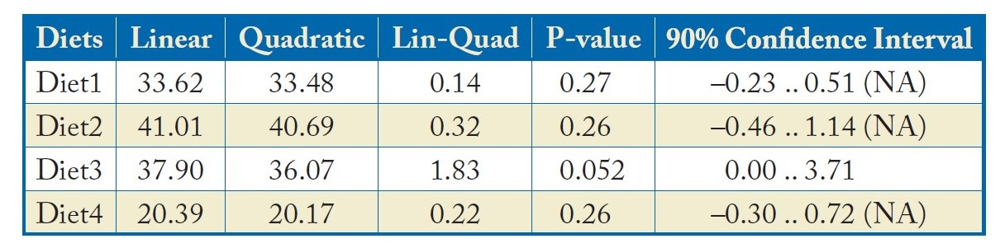 Diets Linear Quadratic Lin-Quad P-value 90% Confidence Interval
Diet1 33.62 33.48 0.14 0.27 –0.23 .. 0.51 (NA)
Diet2 41.01 40.69 0.32 0.26 –0.46 .. 1.14 (NA)
Diet3 37.90 36.07 1.83 0.052 0.00 .. 3.71
Diet4 20.39 20.17 0.22 0.26 –0.30 .. 0.72 (NA)